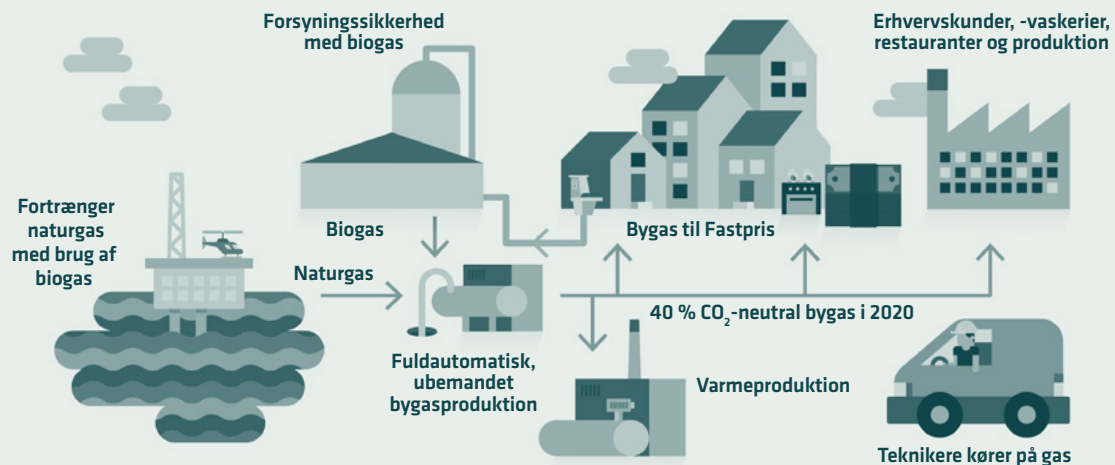 Forsyningssikkerhed
med biogas
Erhvervskunder, -vaskerier,
restauranter og produktion
Fortrænger
naturgas
med brug af
biogas
Biogas
Bygas til Fastpris
Naturgas
40 % CO₂-neutral bygas i 2020
Fuldautomatisk,
ubemandet
bygasproduktion
Varmeproduktion
Teknikere kører på gas